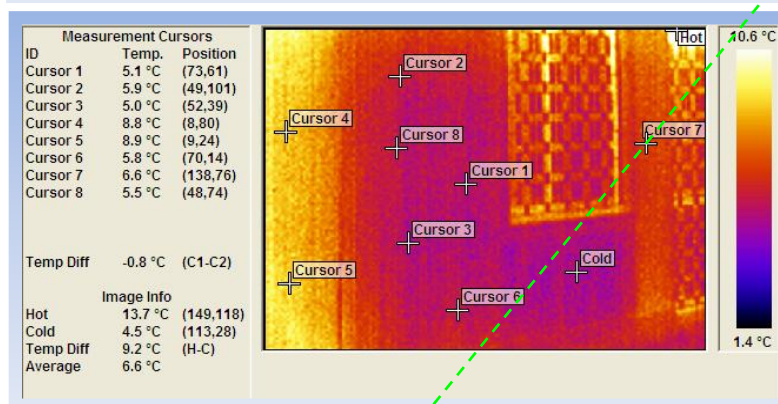 Measurement Cursors
ID Temp. Position
Cursor 1 5.1 °C (73,61)
Cursor 2 5.9 °C (49,101)
Cursor 3 5.0 °C (52,39)
Cursor 4 8.8 °C (8,80)
Cursor 5 8.9 °C (9,24)
Cursor 6 5.8 °C (70,14)
Cursor 7 6.6 °C (138,76)
Cursor 8 5.5 °C (48,74)
Temp Diff -0.8 °C (C1-C2)
Image Info
Hot 13.7 °C (149,118)
Cold 4.5 °C (113,28)
Temp Diff 9.2 °C (H-C)
Average 6.6 °C
Hot
Cursor 2
Cursor 4
Cursor 7
Cursor 8
Cursor 1
Cursor 3
Cold
Cursor 5
Cursor 6
10.6 °C
1.4 °C